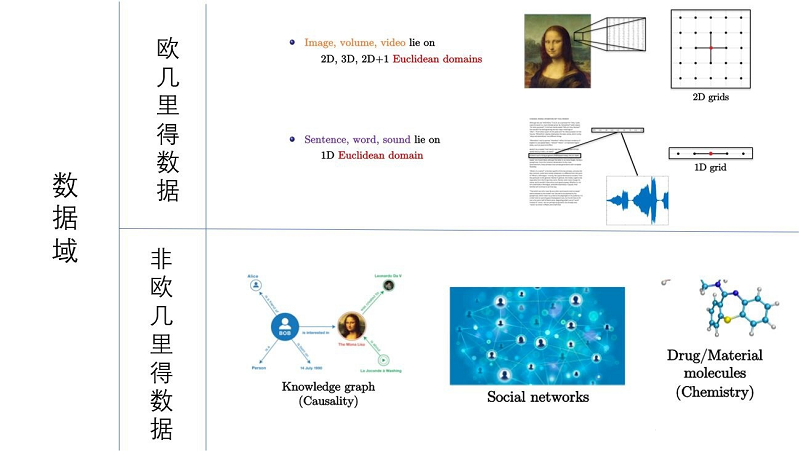 数据域
欧几里得数据
Image, volume, video lie on
2D, 3D, 2D+1 Euclidean domains
2D grids
Sentence, word, sound lie on
1D Euclidean domain
1D grid
非欧几里得数据
Alice
Leonardo Da V
BOB
is interested in
The Mona Lisa
Person
14 July 1990
La Joconde à Washing
Knowledge graph
(Causality)
Social networks
Drug/Material
molecules
(Chemistry)